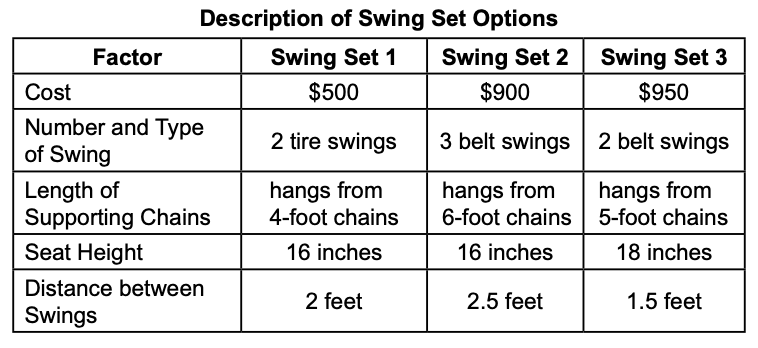 Description of Swing Set Options
Factor Swing Set 1 Swing Set 2 Swing Set 3
Cost $500 $900 $950
Number and Type
of Swing 2 tire swings 3 belt swings 2 belt swings
Length of hangs from hangs from hangs from
Supporting Chains 4-foot chains 6-foot chains 5-foot chains
Seat Height 16 inches 16 inches 18 inches
Distance between
Swings 2 feet 2.5 feet 1.5 feet